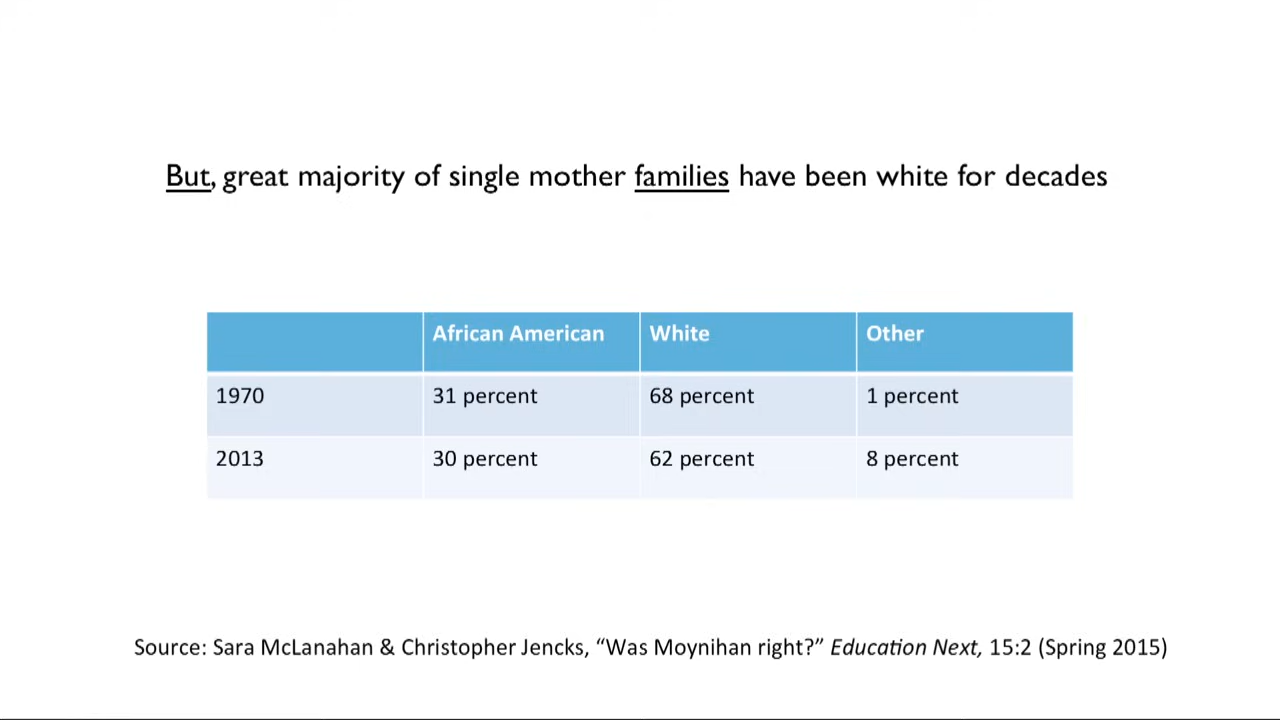 But, great majority of single mother families have been white for decades
African American White Other
1970 31 percent 68 percent 1 percent
2013 30 percent 62 percent 8 percent
Source: Sara McLanahan & Christopher Jencks, “Was Moynihan right?” Education Next, 15:2 (Spring 2015)